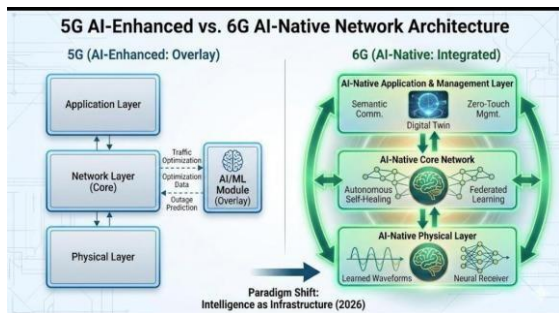 5G AI-Enhanced vs. 6G AI-Native Network Architecture
5G (AI-Enhanced: Overlay)
Application Layer
Network Layer
(Core)
Physical Layer
Traffic
Optimization
Optimization
Data
Outage
Prediction
AI/ML
Module
(Overlay)
6G (AI-Native: Integrated)
AI-Native Application & Management Layer
Semantic
Comm.
Digital Twin
Zero-Touch
Mgmt.
AI-Native Core Network
Autonomous
Self-Healing
Federated
Learning
AI-Native Physical Layer
Learned Waveforms
Neural Receiver
Paradigm Shift:
Intelligence as Infrastructure (2026)